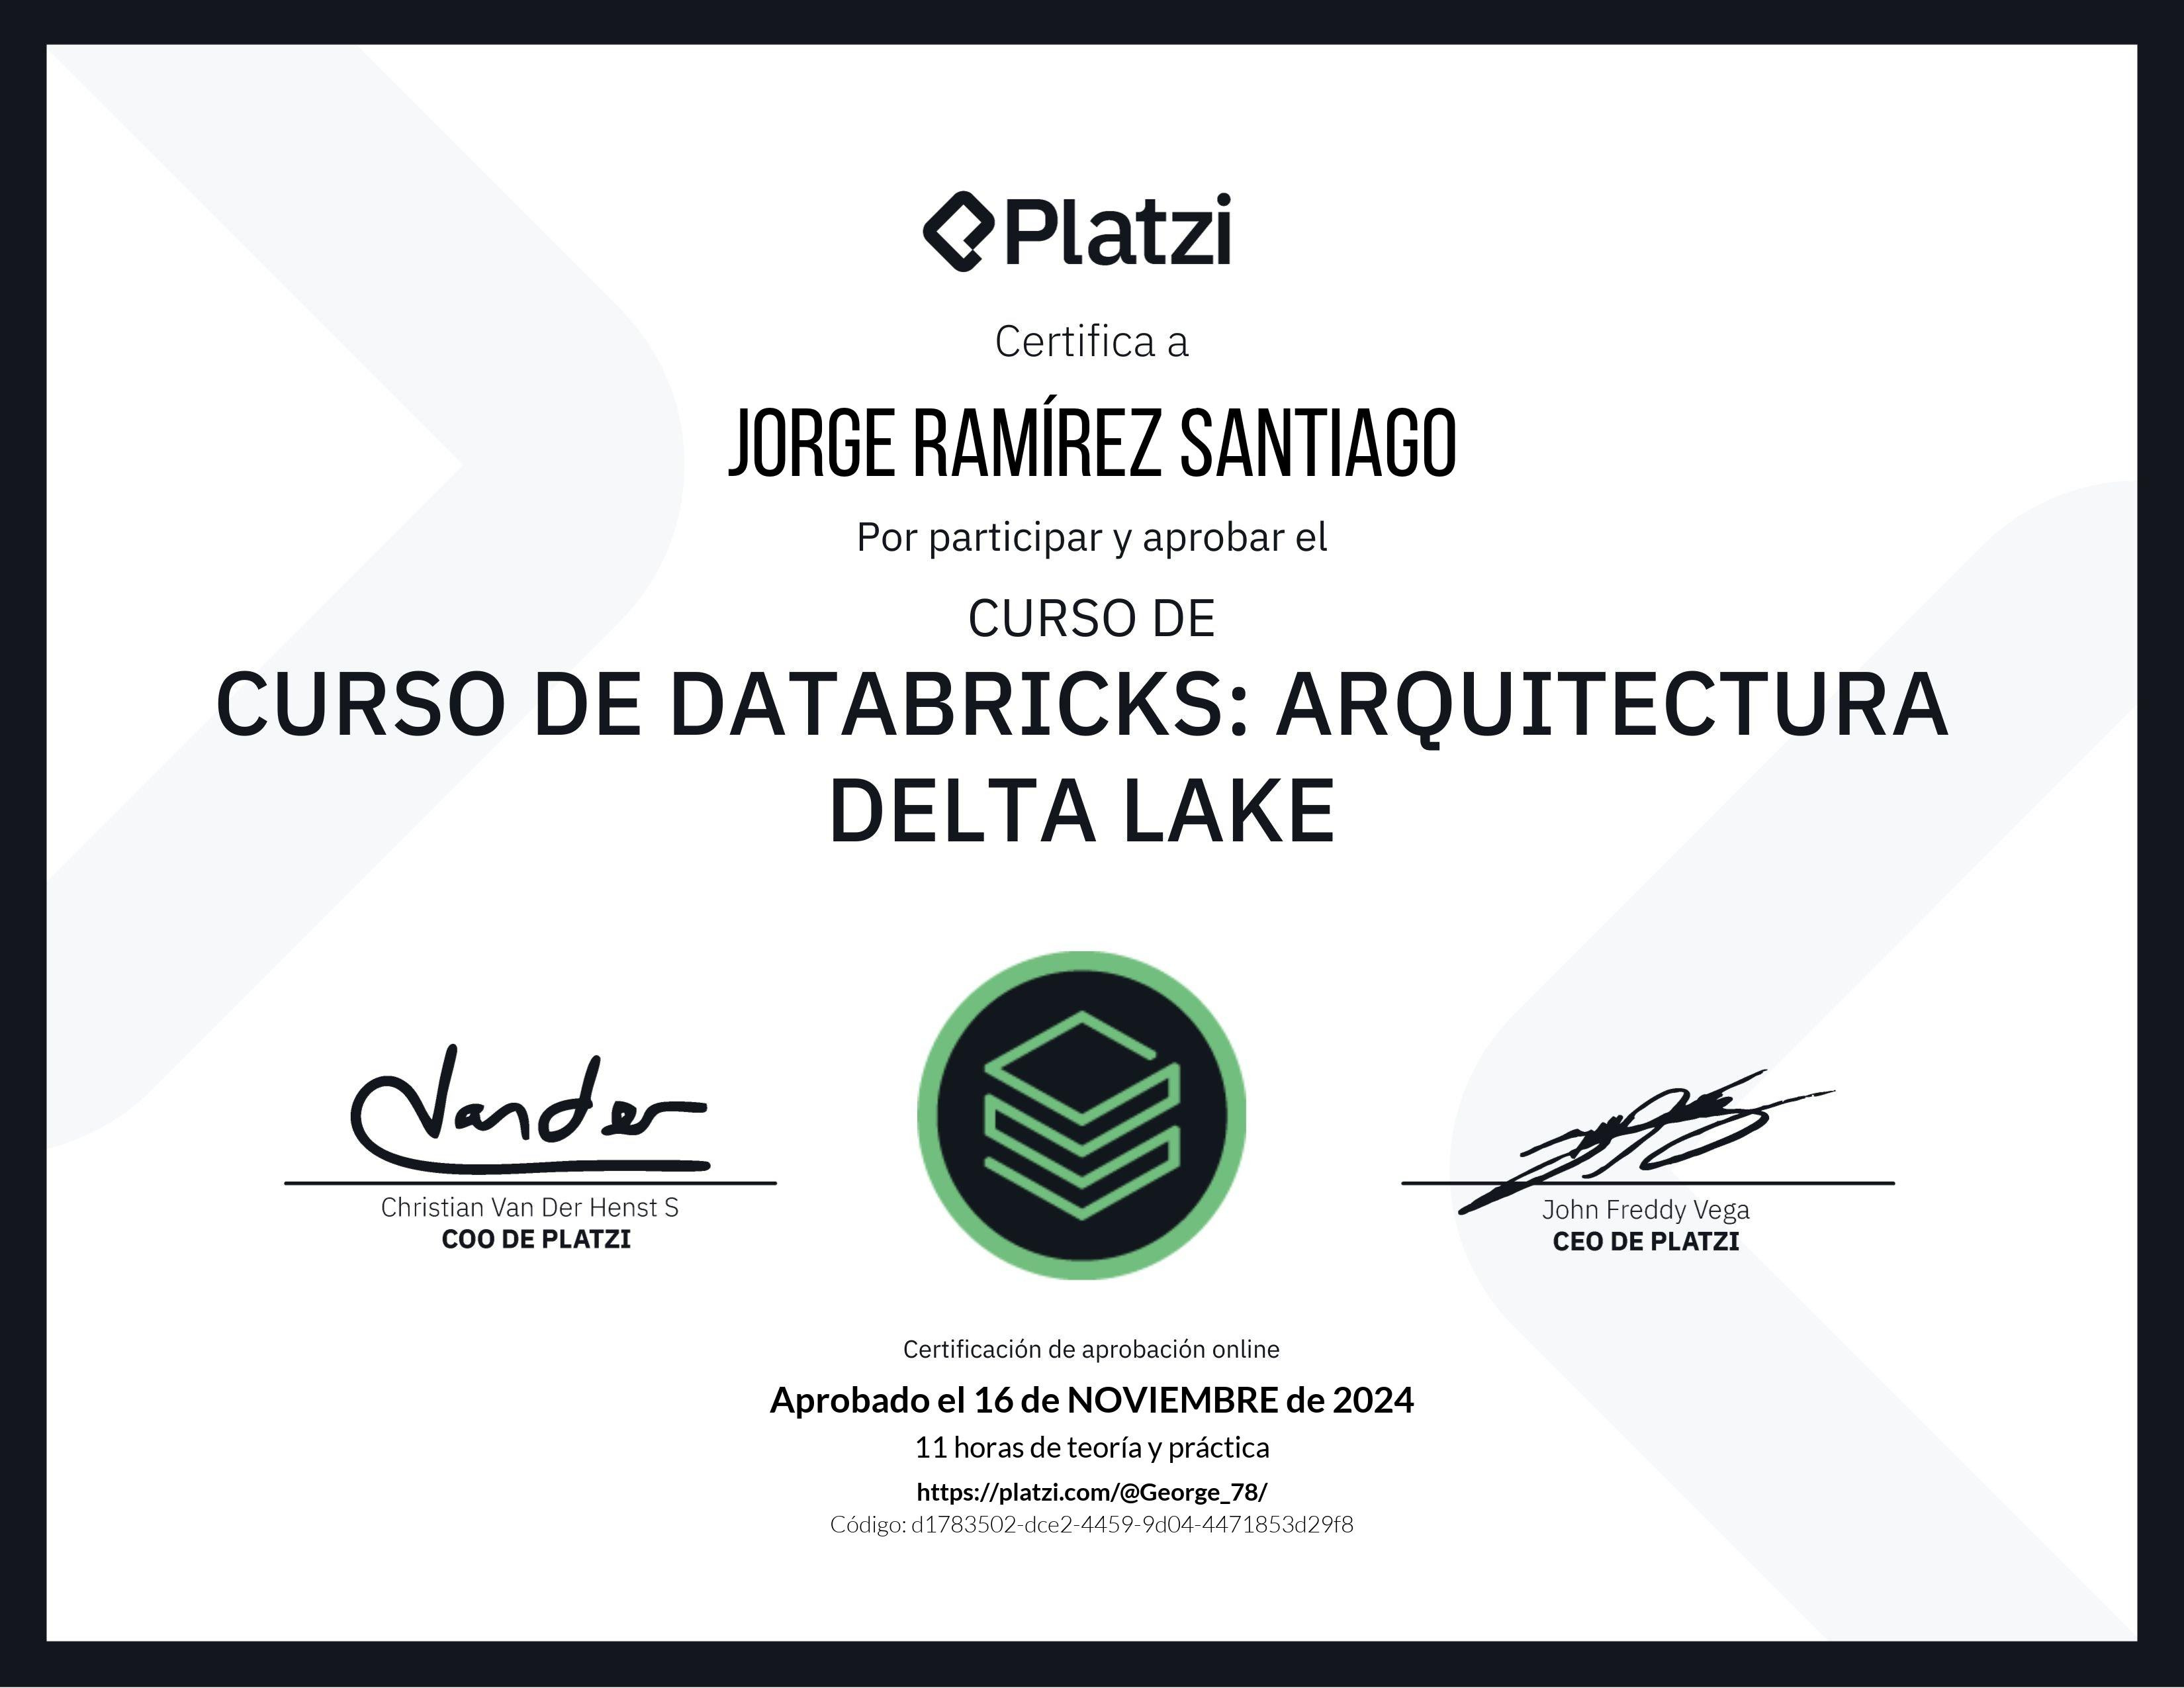 Platzi
Certifica a
JORGE RAMÍREZ SANTIAGO
Por participar y aprobar el
CURSO DE
CURSO DE DATABRICKS: ARQUITECTURA
DELTA LAKE
Vander
Christian Van Der Henst S
COO DE PLATZI
John Freddy Vega
CEO DE PLATZI
Certificación de aprobación online
Aprobado el 16 de NOVIEMBRE de 2024
11 horas de teoría y práctica
https://platzi.com/@George_78/
Código: d1783502-dce2-4459-9d04-4471853d29f8